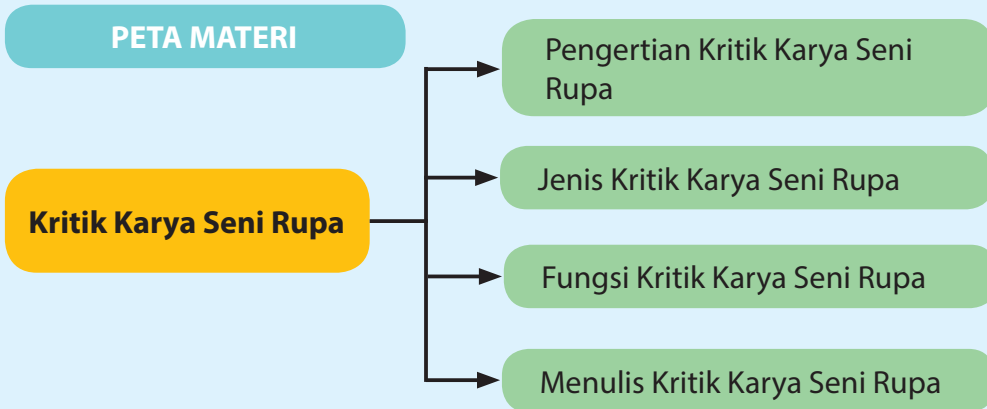 PETA MATERI
Pengertian Kritik Karya Seni
Rupa
Jenis Kritik Karya Seni Rupa
Kritik Karya Seni Rupa
Fungsi Kritik Karya Seni Rupa
Menulis Kritik Karya Seni Rupa